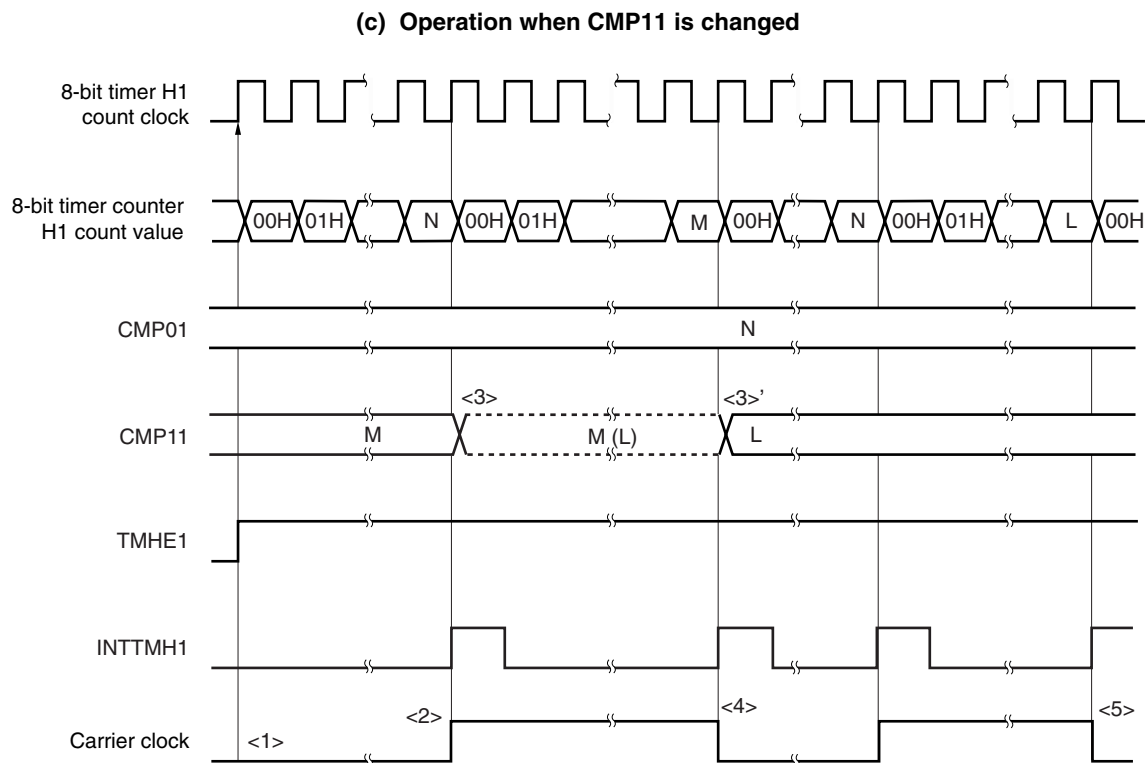 (c) Operation when CMP11 is changed
8-bit timer H1
count clock
8-bit timer counter
H1 count value
00H 01H N 00H 01H M 00H N 00H 01H L 00H
CMP01
N
<3> <3>’
CMP11
M M (L) L
TMHE1
INTTMH1
<2> <4> <5>
Carrier clock
<1>